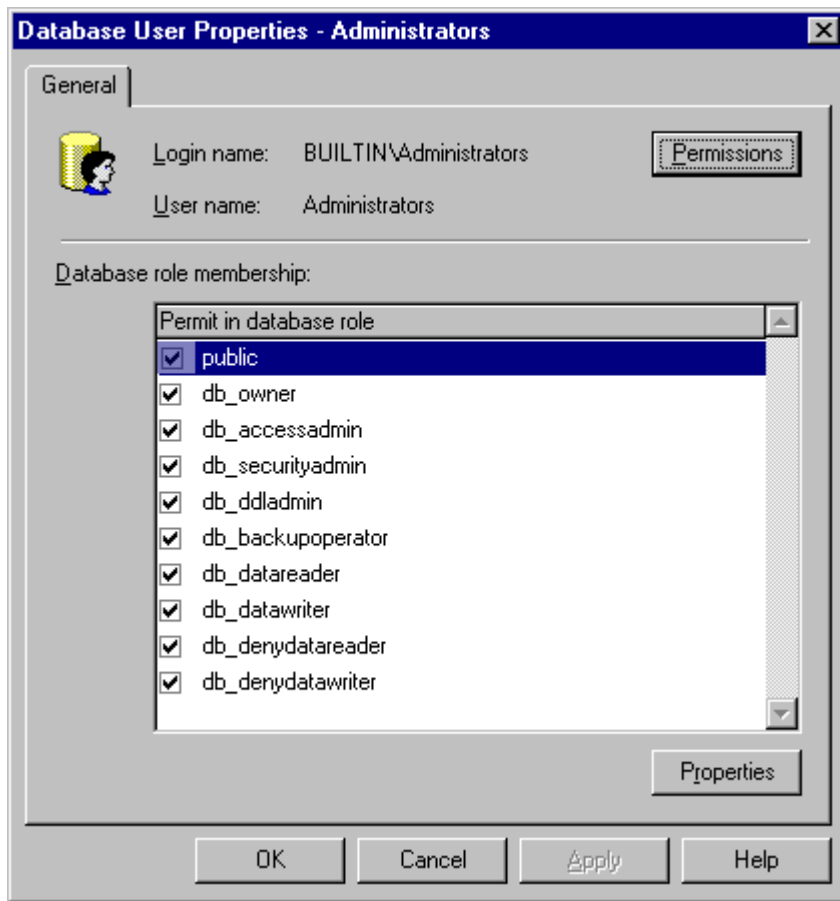 Database User Properties - Administrators
General
Login name: BUILTIN\Administrators
Permissions
User name: Administrators
Database role membership:
Permit in database role
public
db_owner
db_accessadmin
db_securityadmin
db_ddladmin
db_backupoperator
db_datareader
db_datawriter
db_denydatareader
db_denydatawriter
Properties
OK Cancel Apply Help